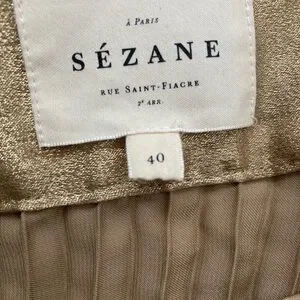 à Paris
SÉZANE
Rue Saint-Fiacre
2ᵉ Arr.
40